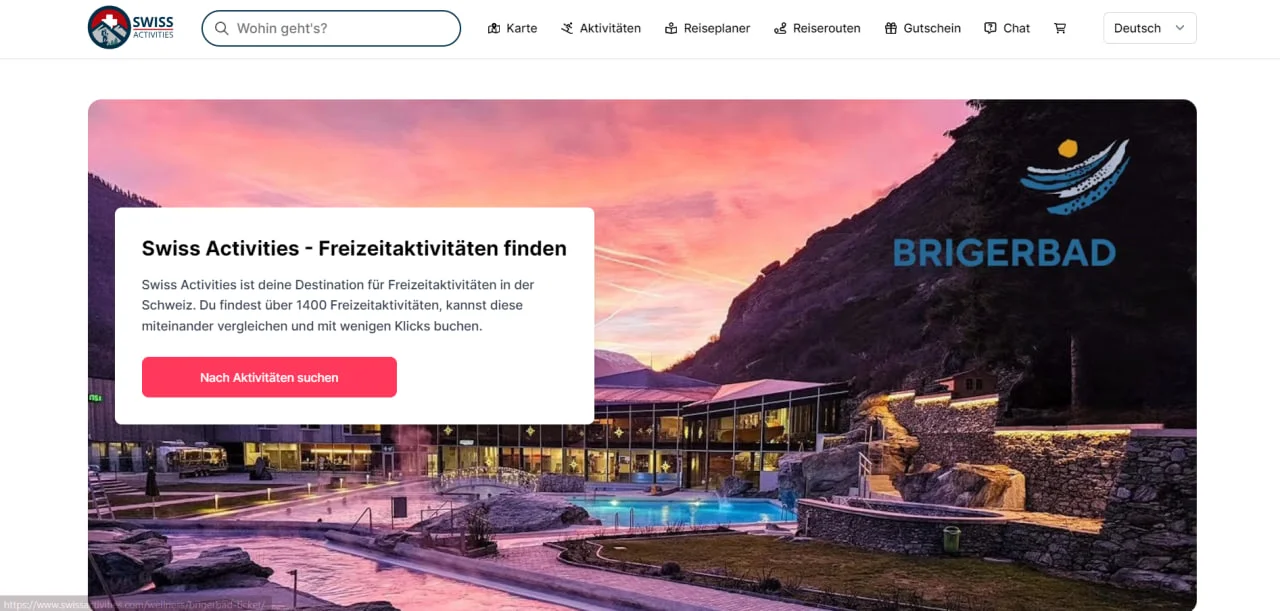 SWISS
ACTIVITIES
Wohin geht's?
Karte
Aktivitäten
Reiseplaner
Reiserouten
Gutschein
Chat
Deutsch
BRIGERBAD
Swiss Activities - Freizeitaktivitäten finden
Swiss Activities ist deine Destination für Freizeitaktivitäten in der
Schweiz. Du findest über 1400 Freizeitaktivitäten, kannst diese
miteinander vergleichen und mit wenigen Klicks buchen.
Nach Aktivitäten suchen
https://www.swissactivities.com/wellness/brigerbad-ticket/